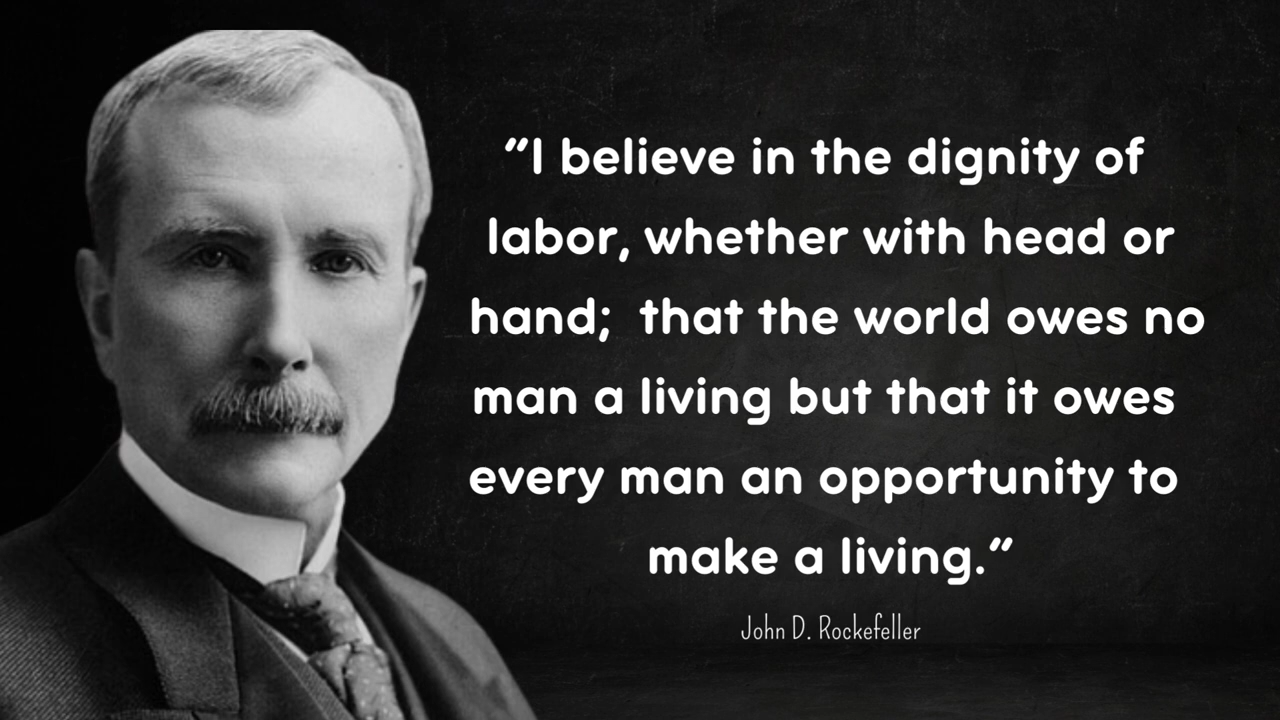 “I believe in the dignity of
labor, whether with head or
hand;  that the world owes no
man a living but that it owes
every man an opportunity to
make a living.”
John D. Rockefeller